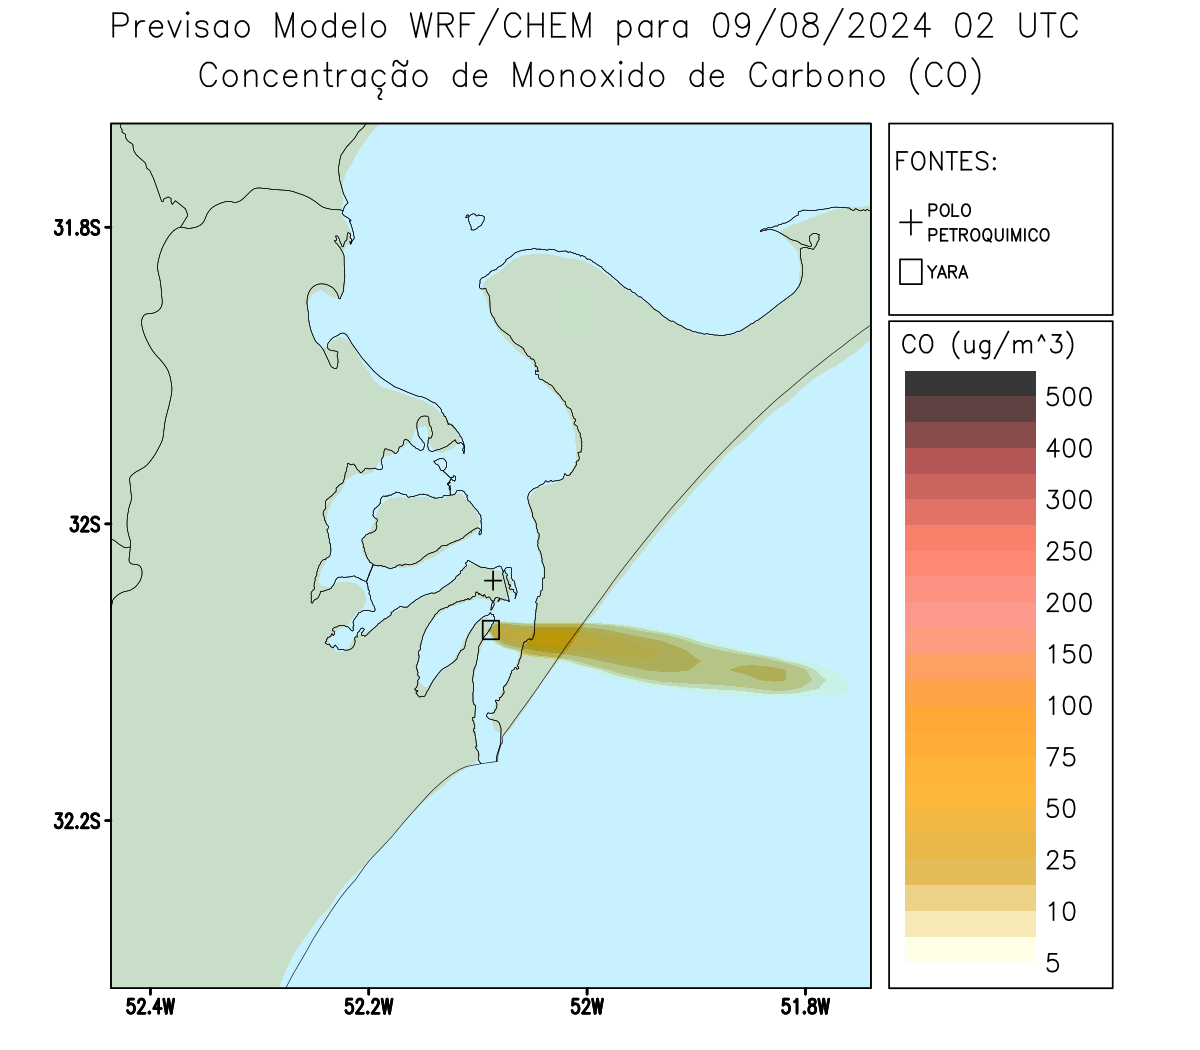 Previsao Modelo WRF/CHEM para 09/08/2024 02 UTC
Concentração de Monoxido de Carbono (CO)
FONTES:
POLO
PETROQUIMICO
YARA
CO (ug/m^3)
500
400
300
250
200
150
100
75
50
25
10
5
31.8S
32S
32.2S
52.4W
52.2W
52W
51.8W